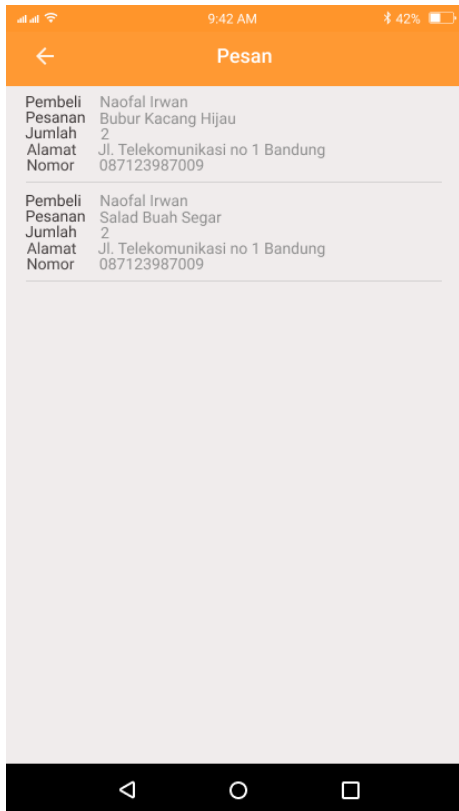 9:42 AM 42%
Pesan
Pembeli Naofal Irwan
Pesanan Bubur Kacang Hijau
Jumlah 2
Alamat Jl. Telekomunikasi no 1 Bandung
Nomor 087123987009
Pembeli Naofal Irwan
Pesanan Salad Buah Segar
Jumlah 2
Alamat Jl. Telekomunikasi no 1 Bandung
Nomor 087123987009